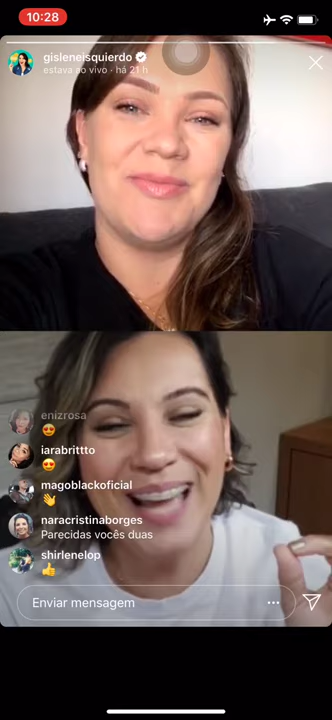 10:28
gisleneisquierdo
estava ao vivo · há 21 h
enizrosa
iarabrittto
magoblackoficial
naracristinaborges
Parecidas vocês duas
shirlenelop
Enviar mensagem